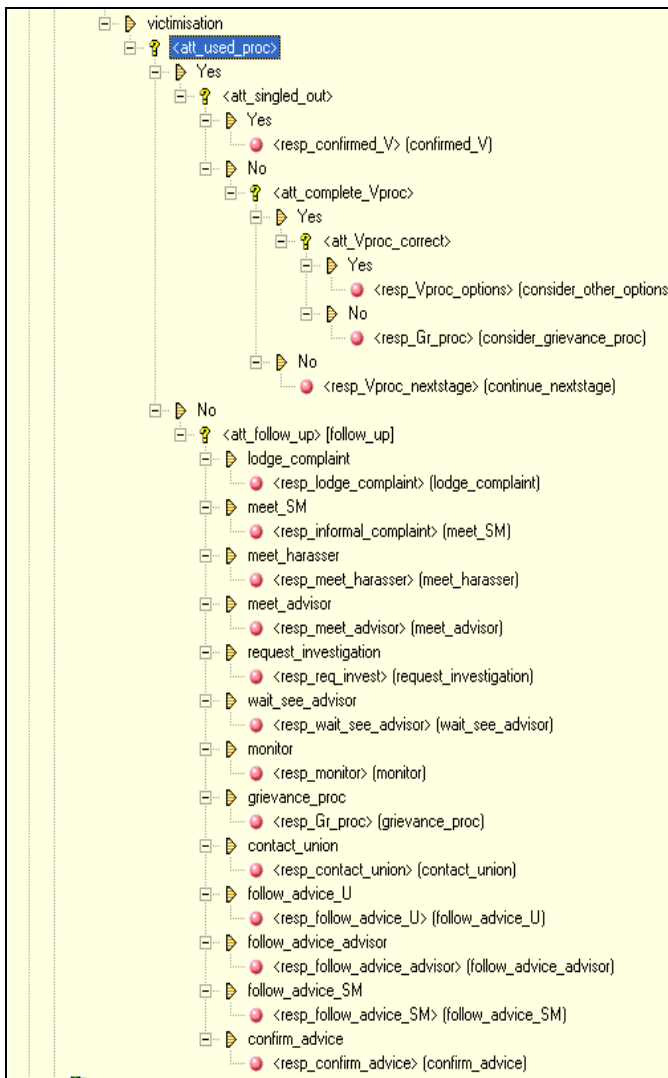 victimisation
<att_used_proc>
Yes
<att_singled_out>
Yes
<resp_confirmed_V> (confirmed_V)
No
<att_complete_Vproc>
Yes
<att_Vproc_correct>
Yes
<resp_Vproc_options> (consider_other_options
No
<resp_Gr_proc> (consider_grievance_proc)
No
<resp_Vproc_nextstage> (continue_nextstage)
No
<att_follow_up> [follow_up]
lodge_complaint
<resp_lodge_complaint> (lodge_complaint)
meet_SM
<resp_informal_complaint> (meet_SM)
meet_harasser
<resp_meet_harasser> (meet_harasser)
meet_advisor
<resp_meet_advisor> (meet_advisor)
request_investigation
<resp_req_invest> (request_investigation)
wait_see_advisor
<resp_wait_see_advisor> (wait_see_advisor)
monitor
<resp_monitor> (monitor)
grievance_proc
<resp_Gr_proc> (grievance_proc)
contact_union
<resp_contact_union> (contact_union)
follow_advice_U
<resp_follow_advice_U> (follow_advice_U)
follow_advice_advisor
<resp_follow_advice_advisor> (follow_advice_advisor)
follow_advice_SM
<resp_follow_advice_SM> (follow_advice_SM)
confirm_advice
<resp_confirm_advice> (confirm_advice)